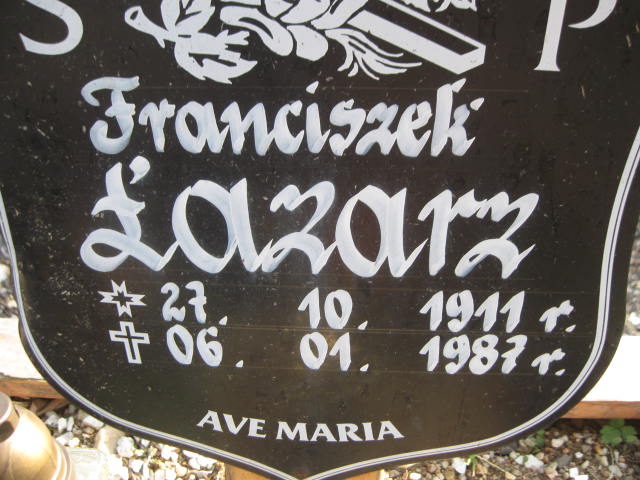 Ś P
Franciszek
Łazarz
27. 10. 1911 r.
06. 01. 1987 r.
AVE MARIA